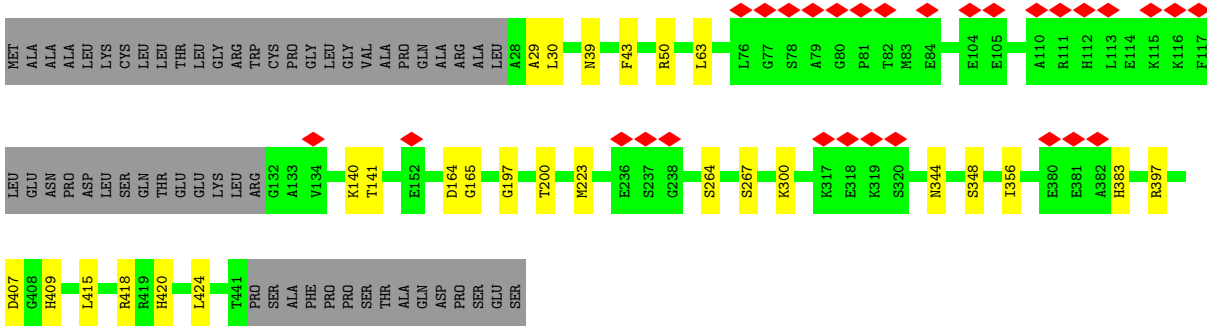 MET ALA ALA ALA LEU LYS CYS LEU LEU THR LEU GLY ARG TRP CYS PRO GLY LEU GLY VAL ALA PRO GLN ALA ARG ALA LEU A28 A29 L30 N39 F43 R50 L63 L76 G77 S78 A79 G80 P81 T82 M83 E84 E104 E105 A110 R111 H112 L113 E114 K115 K116 F117
LEU GLU ASN PRO ASP LEU SER GLN THR GLU GLU LYS LEU ARG G132 A133 V134 K140 T141 E152 D164 G165 G197 T200 M223 E236 S237 G238 S264 S267 K300 K317 E318 K319 S320 N344 S348 I356 E380 E381 A382 H383 R397
D407 G408 H409 L415 R418 R419 H420 L424 T441 PRO SER ALA PHE PRO PRO SER THR ALA GLN ASP PRO SER GLU SER